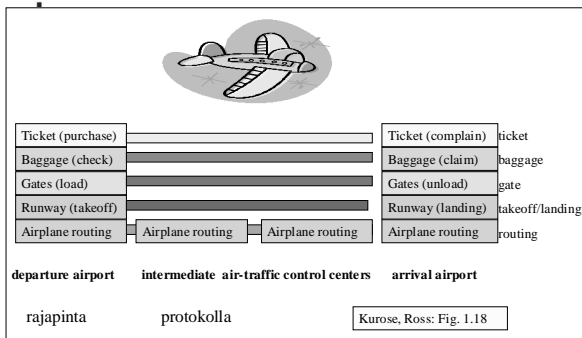 Ticket (purchase) Ticket (complain) ticket
Baggage (check) Baggage (claim) baggage
Gates (load) Gates (unload) gate
Runway (takeoff) Runway (landing) takeoff/landing
Airplane routing Airplane routing Airplane routing Airplane routing routing
departure airport intermediate air-traffic control centers arrival airport
rajapinta protokolla Kurose, Ross: Fig. 1.18